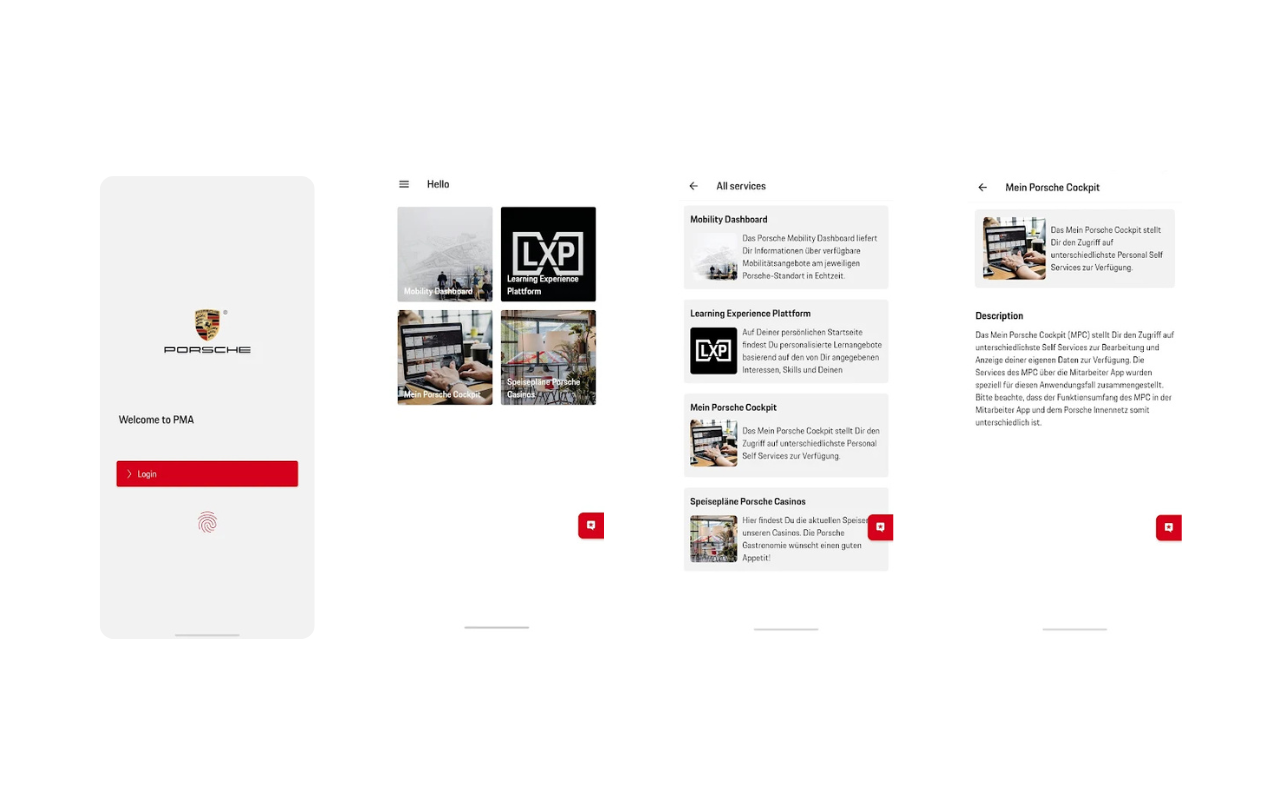 ®
PORSCHE
Welcome to PMA
Login
Hello
Mobility Dashboard
LXP
Learning Experience
Plattform
Mein Porsche Cockpit
Speisepläne Porsche
Casinos
All services
Mobility Dashboard
Das Porsche Mobility Dashboard liefert
Dir Informationen über verfügbare
Mobilitätsangebote am jeweiligen
Porsche-Standort in Echtzeit.
Learning Experience Plattform
LXP
Auf Deiner persönlichen Startseite
findest Du personalisierte Lernangebote
basierend auf den von Dir angegebenen
Interessen, Skills und Deinen
Mein Porsche Cockpit
Das Mein Porsche Cockpit stellt Dir den
Zugriff auf unterschiedlichste Personal
Self Services zur Verfügung.
Speisepläne Porsche Casinos
Hier findest Du die aktuellen Speisen
unseren Casinos. Die Porsche
Gastronomie wünscht einen guten
Appetit!
Mein Porsche Cockpit
Das Mein Porsche Cockpit stellt
Dir den Zugriff auf
unterschiedlichste Personal Self
Services zur Verfügung.
Description
Das Mein Porsche Cockpit (MPC) stellt Dir den Zugriff auf
unterschiedlichste Self Services zur Bearbeitung und
Anzeige deiner eigenen Daten zur Verfügung. Die
Services des MPC über die Mitarbeiter App wurden
speziell für diesen Anwendungsfall zusammengestellt.
Bitte beachte, dass der Funktionsumfang des MPC in der
Mitarbeiter App und dem Porsche Innennetz somit
unterschiedlich ist.